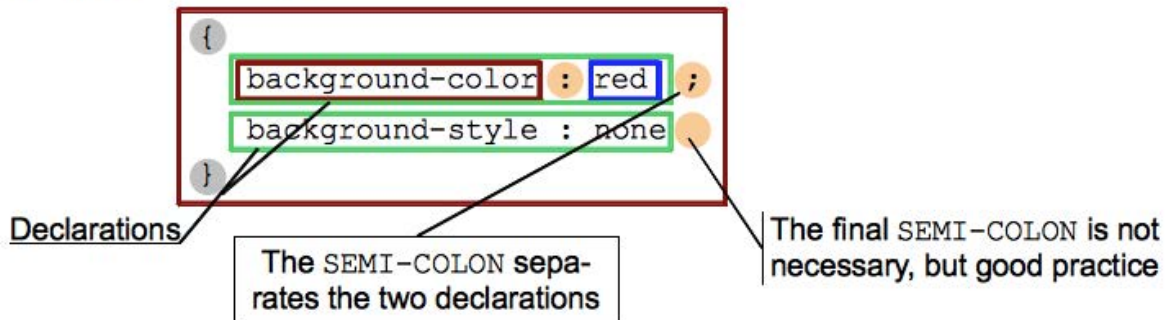 {
background-color : red ;
background-style : none
}
Declarations
The SEMI-COLON sepa-
rates the two declarations
The final SEMI-COLON is not
necessary, but good practice